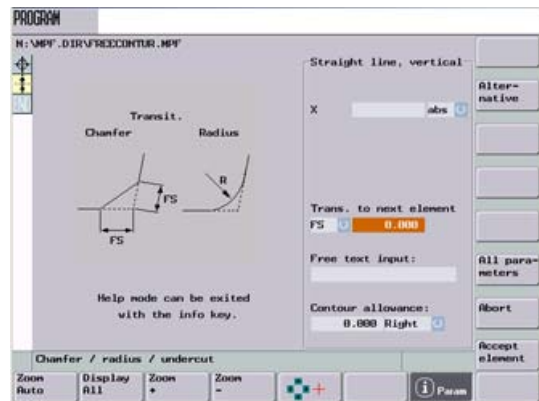 PROGRAM
N:\MPF.DIR\FREECONTUR.MPF
Straight line, vertical
X abs
Transit.
Chamfer Radius
R
FS
FS
Trans. to next element
FS 0.000
Free text input:
Help mode can be exited
with the info key.
Contour allowance:
0.000 Right
Chamfer / radius / undercut
Alter-
native
All para-
meters
Abort
Accept
element
Zoom
Auto
Display
All
Zoom
+
Zoom
-
i Param